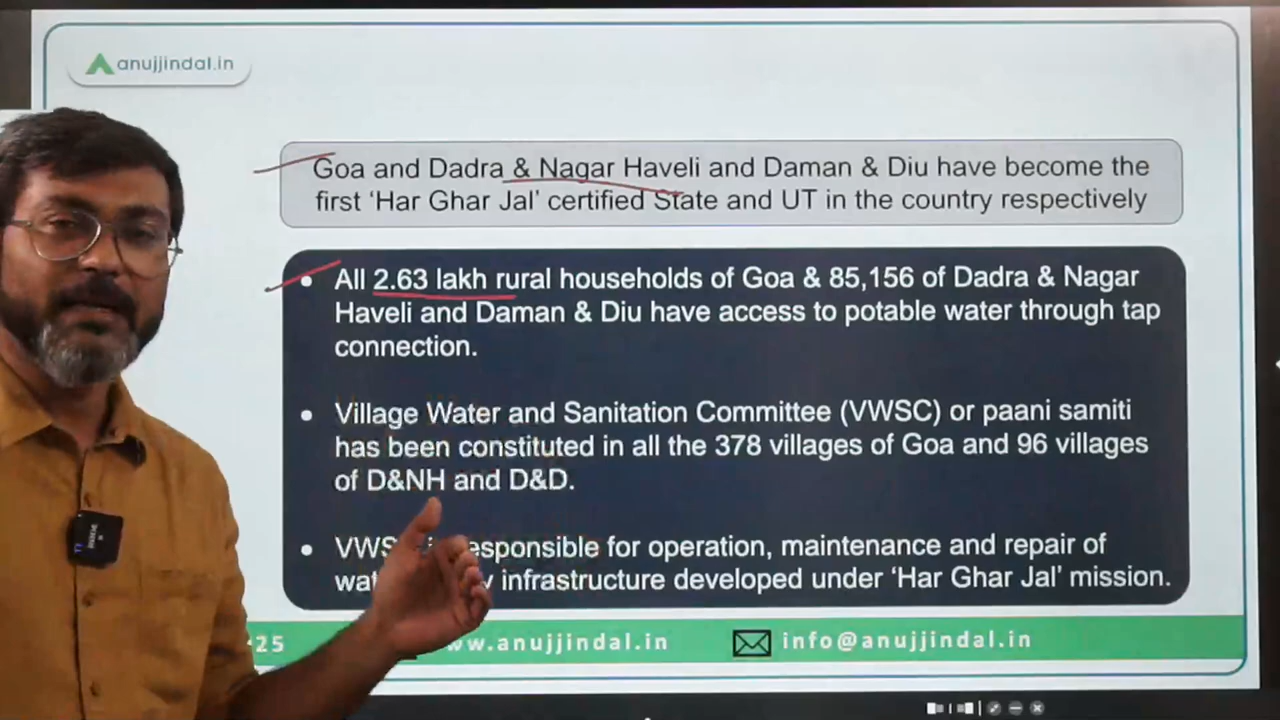 anujjindal.in
Goa and Dadra & Nagar Haveli and Daman & Diu have become the
first ‘Har Ghar Jal’ certified State and UT in the country respectively
• All 2.63 lakh rural households of Goa & 85,156 of Dadra & Nagar
Haveli and Daman & Diu have access to potable water through tap
connection.
• Village Water and Sanitation Committee (VWSC) or paani samiti
has been constituted in all the 378 villages of Goa and 96 villages
of D&NH and D&D.
• responsible for operation, maintenance and repair of
infrastructure developed under ‘Har Ghar Jal’ mission.
25 www.anujjindal.in info@anujjindal.in